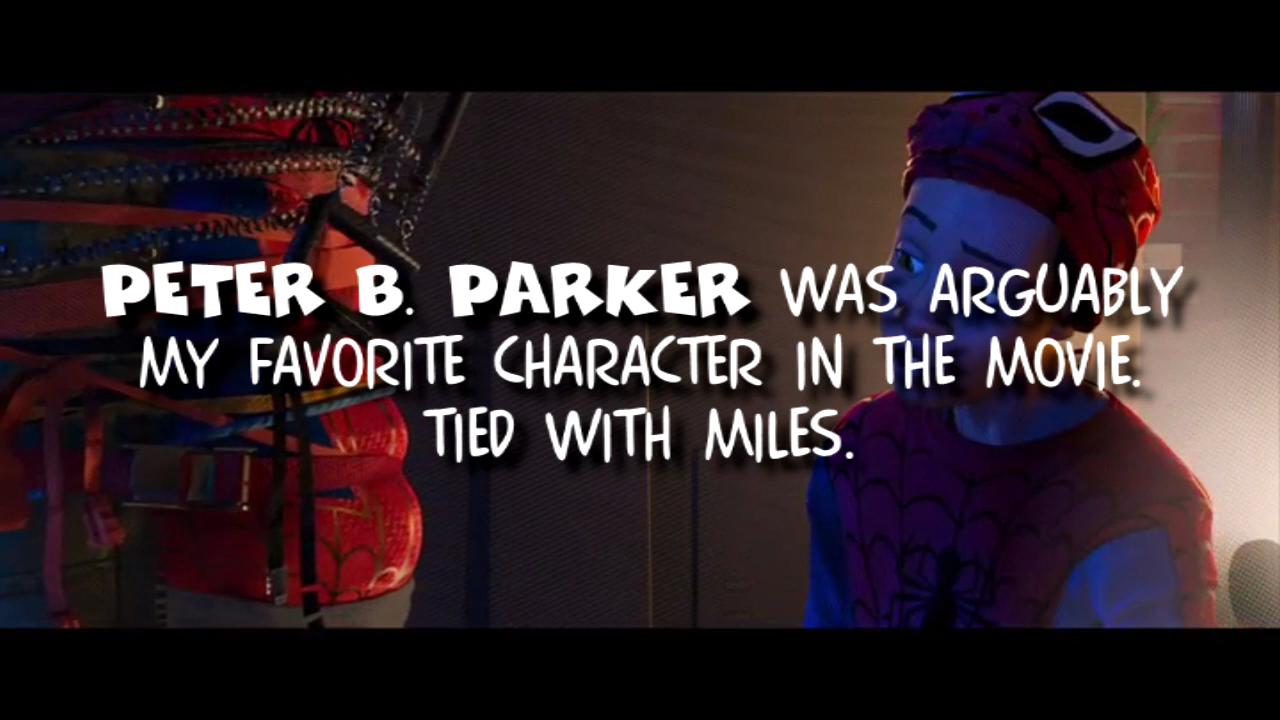 PETER B. PARKER WAS ARGUABLY
MY FAVORITE CHARACTER IN THE MOVIE.
TIED WITH MILES.